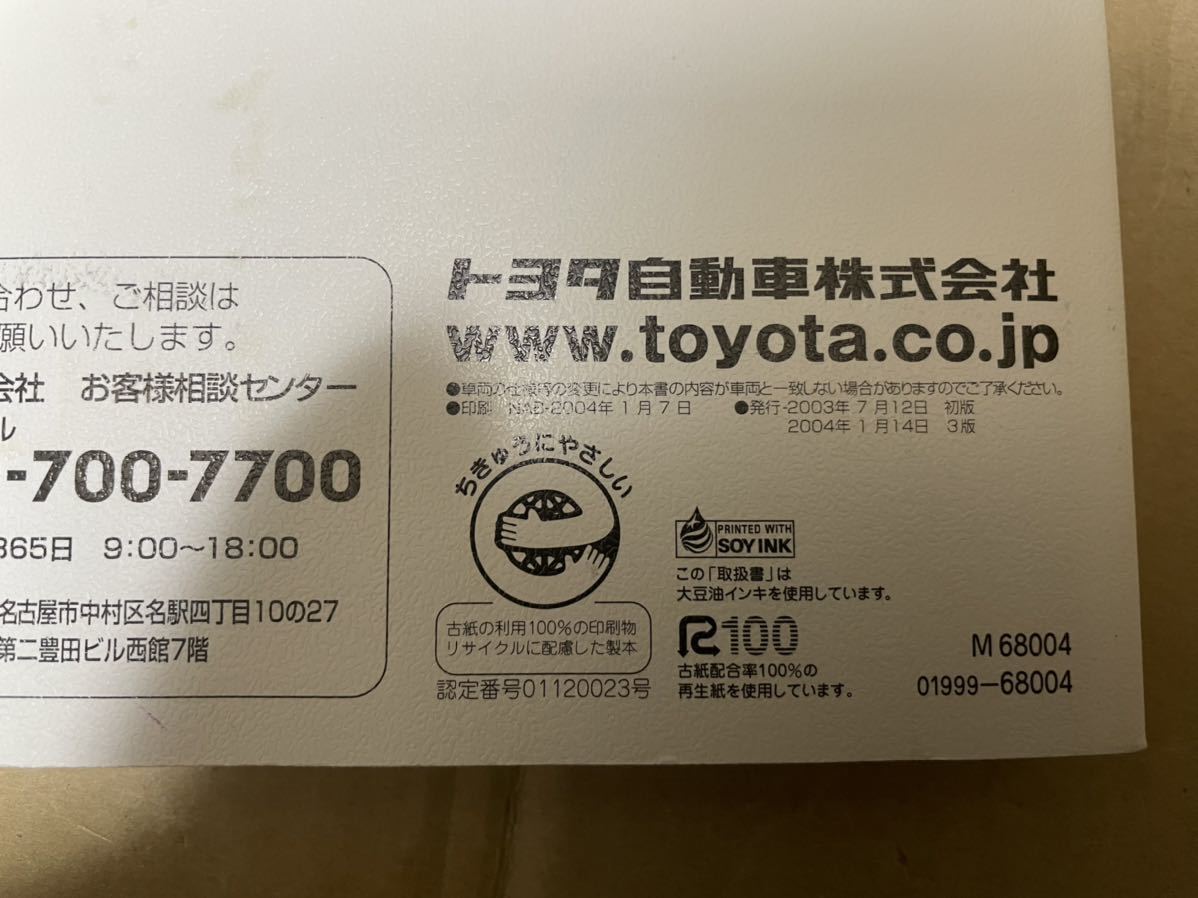 合わせ、ご相談は
願いいたします。
会社 お客様相談センター
ル
-700-7700
365日 9:00〜18:00
名古屋市中村区名駅四丁目10の27
第二豊田ビル西館7階
トヨタ自動車株式会社
www.toyota.co.jp
●車両の仕様等の変更により本書の内容が車両と一致しない場合がありますのでご了承ください。
●印刷 NAD-2004年1月7日 ●発行-2003年7月12日 初版
2004年1月14日 3版
ちきゅうにやさしい
古紙の利用100%の印刷物
リサイクルに配慮した製本
認定番号01120023号
PRINTED WITH
SOY INK
この「取扱書」は
大豆油インキを使用しています。
R100
古紙配合率100%の
再生紙を使用しています。
M 68004
01999-68004